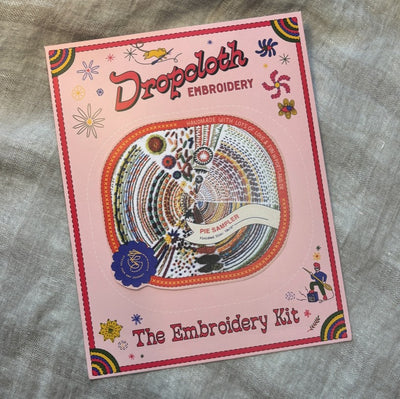 Dropcloth
EMBROIDERY
HANDMADE WITH LOTS OF LOVE
PIE SAMPLER
The Embroidery Kit